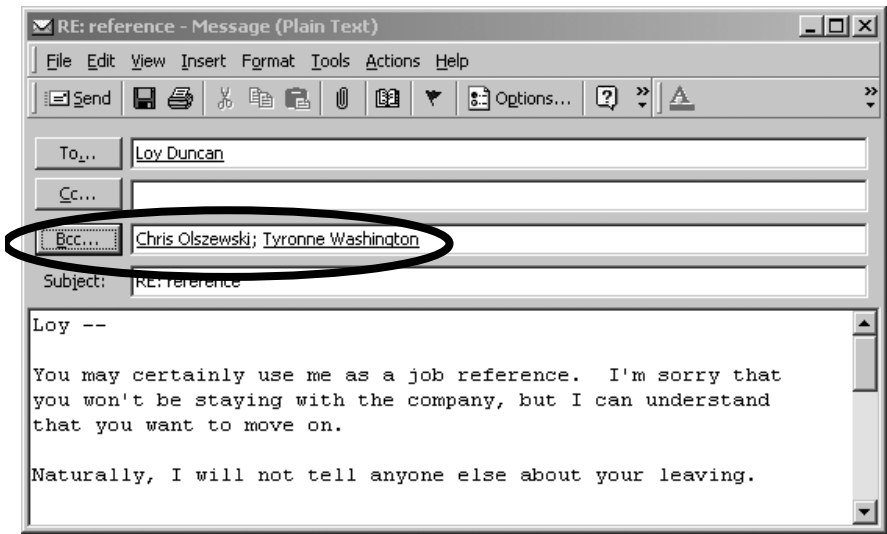 RE: reference - Message (Plain Text)
File Edit View Insert Format Tools Actions Help
Send Options...
To... Loy Duncan
Cc...
Bcc... Chris Olszewski; Tyronne Washington
Subject: RE: reference
Loy --
You may certainly use me as a job reference. I'm sorry that
you won't be staying with the company, but I can understand
that you want to move on.
Naturally, I will not tell anyone else about your leaving.